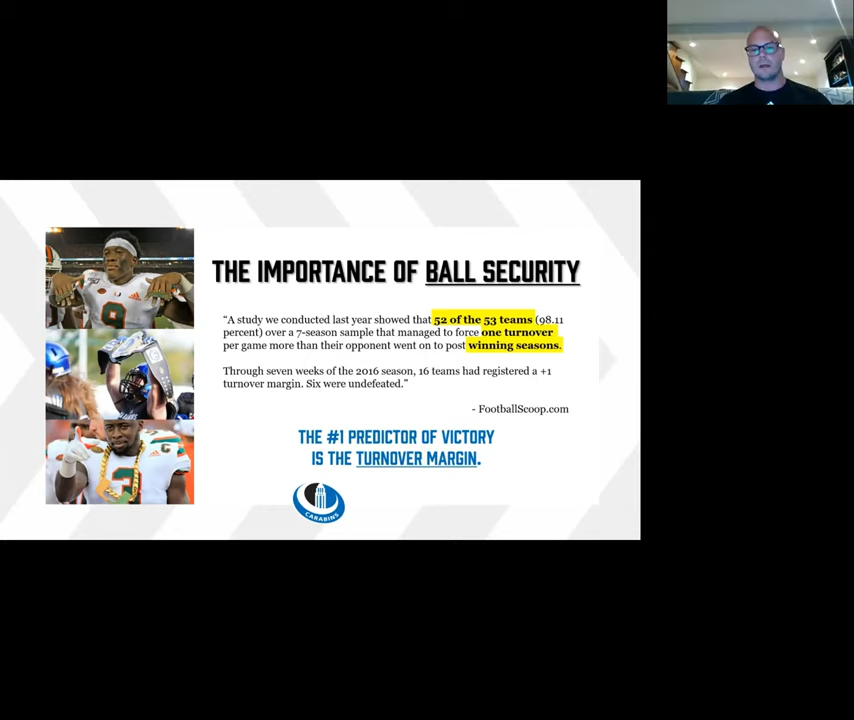 THE IMPORTANCE OF BALL SECURITY
“A study we conducted last year showed that 52 of the 53 teams (98.11
percent) over a 7-season sample that managed to force one turnover
per game more than their opponent went on to post winning seasons.
Through seven weeks of the 2016 season, 16 teams had registered a +1
turnover margin. Six were undefeated.”
- FootballScoop.com
THE #1 PREDICTOR OF VICTORY
IS THE TURNOVER MARGIN.
CARABINS
9
C
3